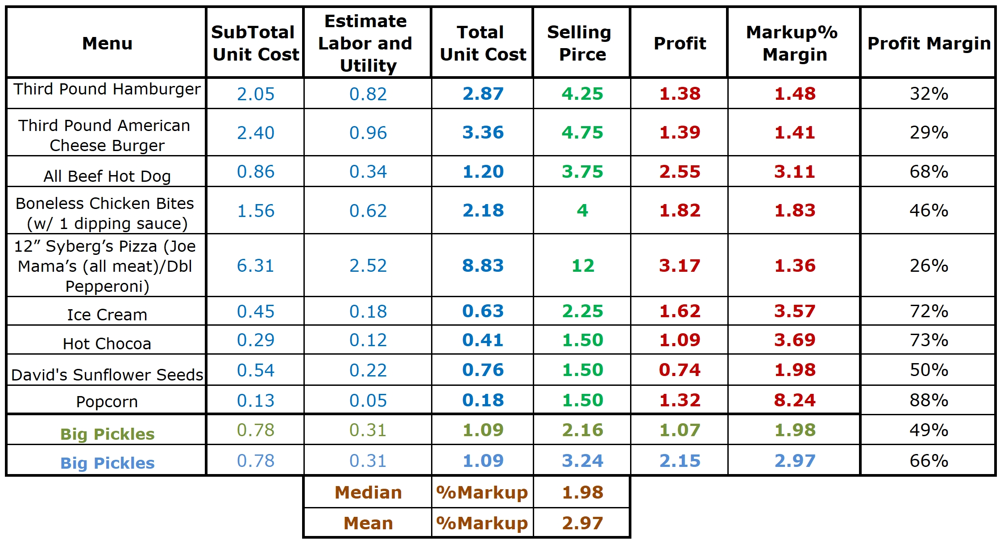 Menu SubTotal Unit Cost Estimate Labor and Utility Total Unit Cost Selling Pirce Profit Markup% Margin Profit Margin
Third Pound Hamburger 2.05 0.82 2.87 4.25 1.38 1.48 32%
Third Pound American Cheese Burger 2.40 0.96 3.36 4.75 1.39 1.41 29%
All Beef Hot Dog 0.86 0.34 1.20 3.75 2.55 3.11 68%
Boneless Chicken Bites (w/ 1 dipping sauce) 1.56 0.62 2.18 4 1.82 1.83 46%
12” Syberg’s Pizza (Joe Mama’s (all meat)/Dbl Pepperoni) 6.31 2.52 8.83 12 3.17 1.36 26%
Ice Cream 0.45 0.18 0.63 2.25 1.62 3.57 72%
Hot Chocoa 0.29 0.12 0.41 1.50 1.09 3.69 73%
David's Sunflower Seeds 0.54 0.22 0.76 1.50 0.74 1.98 50%
Popcorn 0.13 0.05 0.18 1.50 1.32 8.24 88%
Big Pickles 0.78 0.31 1.09 2.16 1.07 1.98 49%
Big Pickles 0.78 0.31 1.09 3.24 2.15 2.97 66%
Median %Markup 1.98
Mean %Markup 2.97